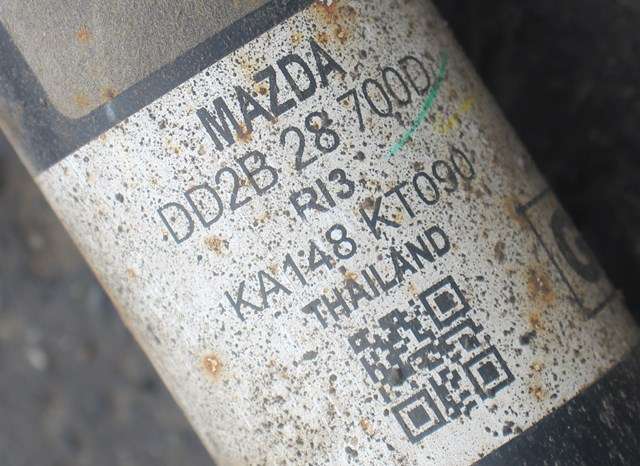 MAZDA
DD2B 28 700D
RI3
KA148 KT090
THAILAND